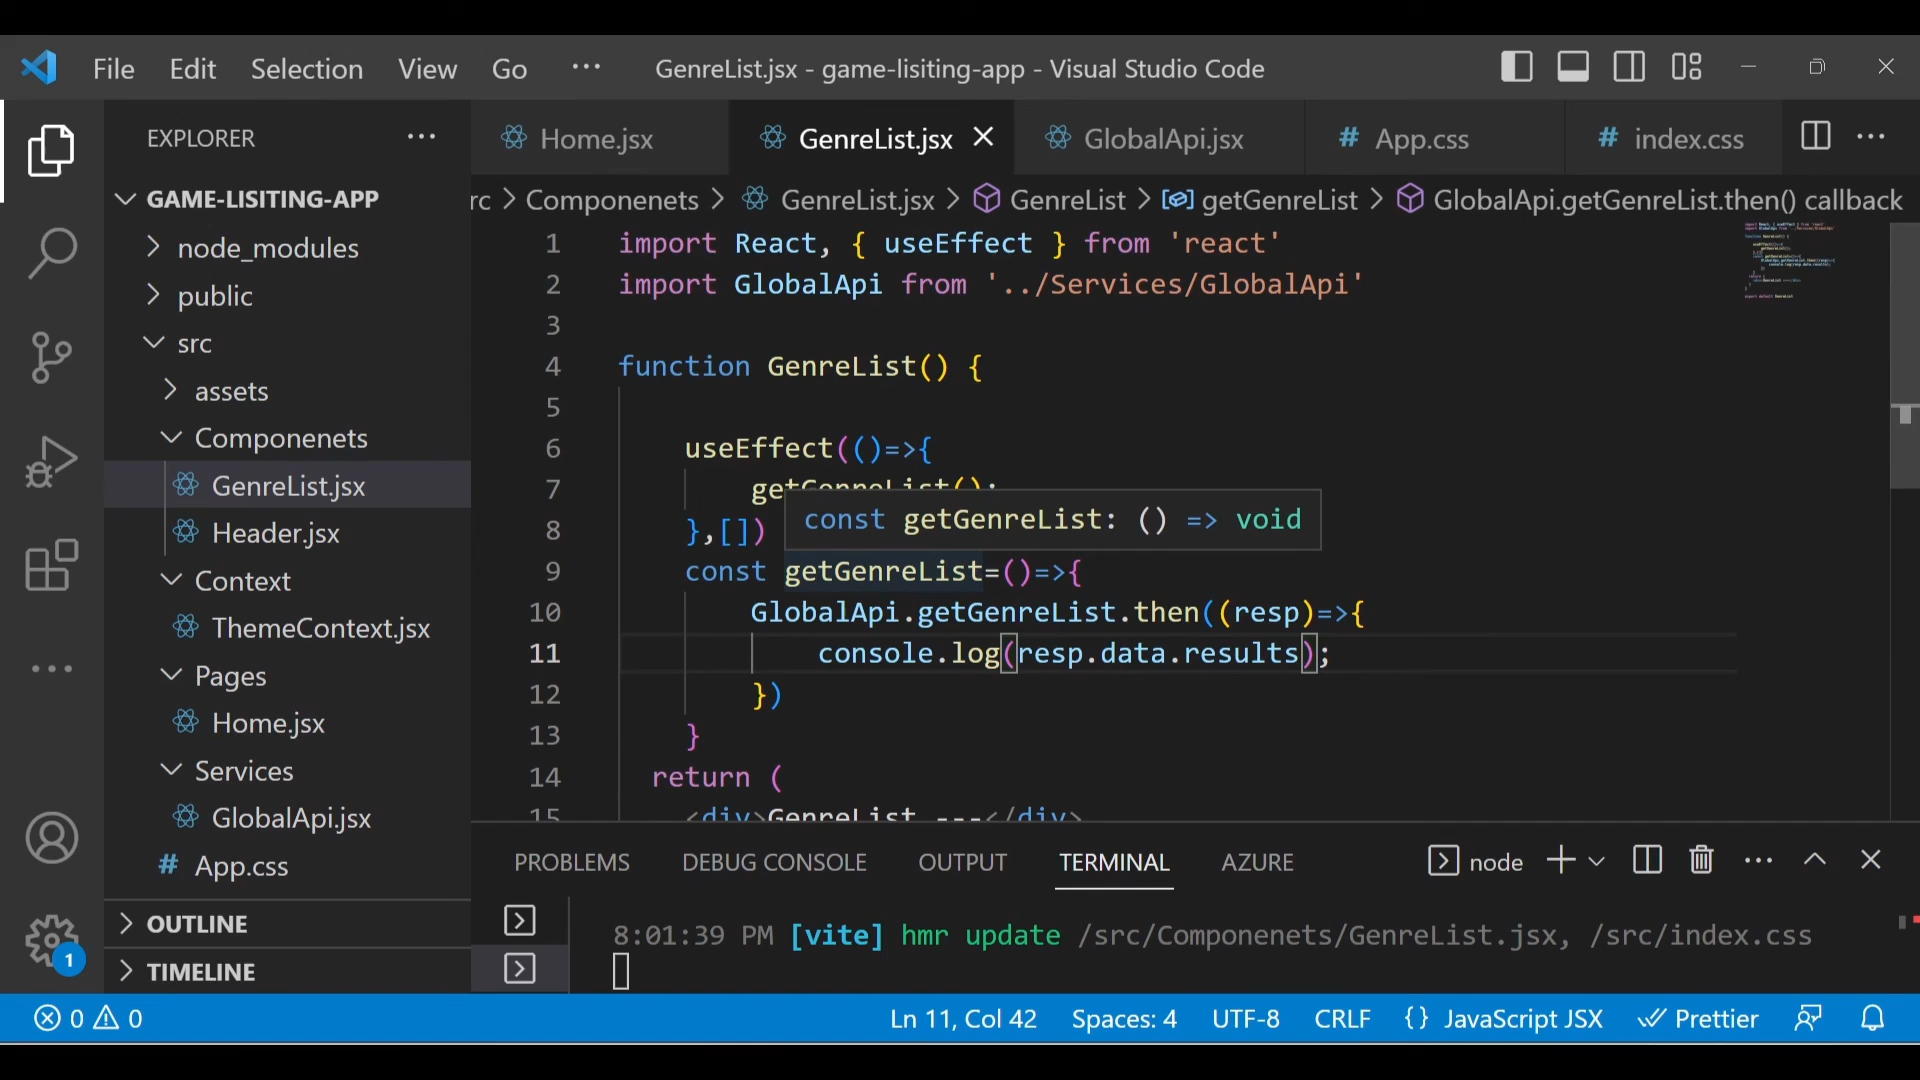 File Edit Selection View Go ··· GenreList.jsx - game-lisiting-app - Visual Studio Code
EXPLORER
Home.jsx GenreList.jsx GlobalApi.jsx # App.css # index.css
GAME-LISITING-APP
rc > Componenets > GenreList.jsx > GenreList > getGenreList > GlobalApi.getGenreList.then() callback
node_modules
public
src
assets
Componenets
GenreList.jsx
Header.jsx
Context
ThemeContext.jsx
Pages
Home.jsx
Services
GlobalApi.jsx
# App.css
OUTLINE
TIMELINE
1
1 import React, { useEffect } from 'react'
2 import GlobalApi from '../Services/GlobalApi'
3
4 function GenreList() {
5
6 useEffect(()=>{
7 getGenreList();
const getGenreList: () => void
8 },[])
9 const getGenreList=()=>{
10 GlobalApi.getGenreList.then((resp)=>{
11 console.log(resp.data.results);
12 })
13 }
14 return (
15 <div>GenreList ---</div>
PROBLEMS DEBUG CONSOLE OUTPUT TERMINAL AZURE node
8:01:39 PM [vite] hmr update /src/Componenets/GenreList.jsx, /src/index.css
0 0 Ln 11, Col 42 Spaces: 4 UTF-8 CRLF {} JavaScript JSX Prettier